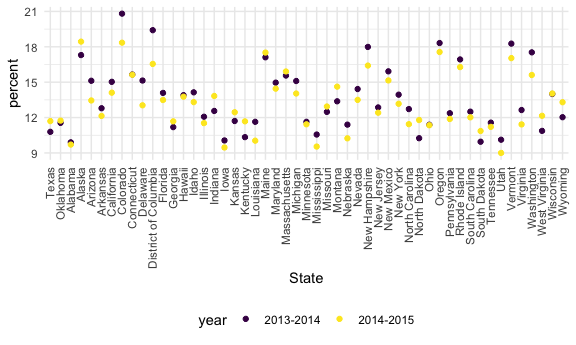 21
18
15
12
9
percent
Texas
Oklahoma
Alabama
Alaska
Arizona
Arkansas
California
Colorado
Connecticut
Delaware
District of Columbia
Florida
Georgia
Hawaii
Idaho
Illinois
Indiana
Iowa
Kansas
Kentucky
Louisiana
Maine
Maryland
Massachusetts
Michigan
Minnesota
Mississippi
Missouri
Montana
Nebraska
Nevada
New Hampshire
New Jersey
New Mexico
New York
North Carolina
North Dakota
Ohio
Oregon
Pennsylvania
Rhode Island
South Carolina
South Dakota
Tennessee
Utah
Vermont
Virginia
Washington
West Virginia
Wisconsin
Wyoming
State
year 2013-2014 2014-2015